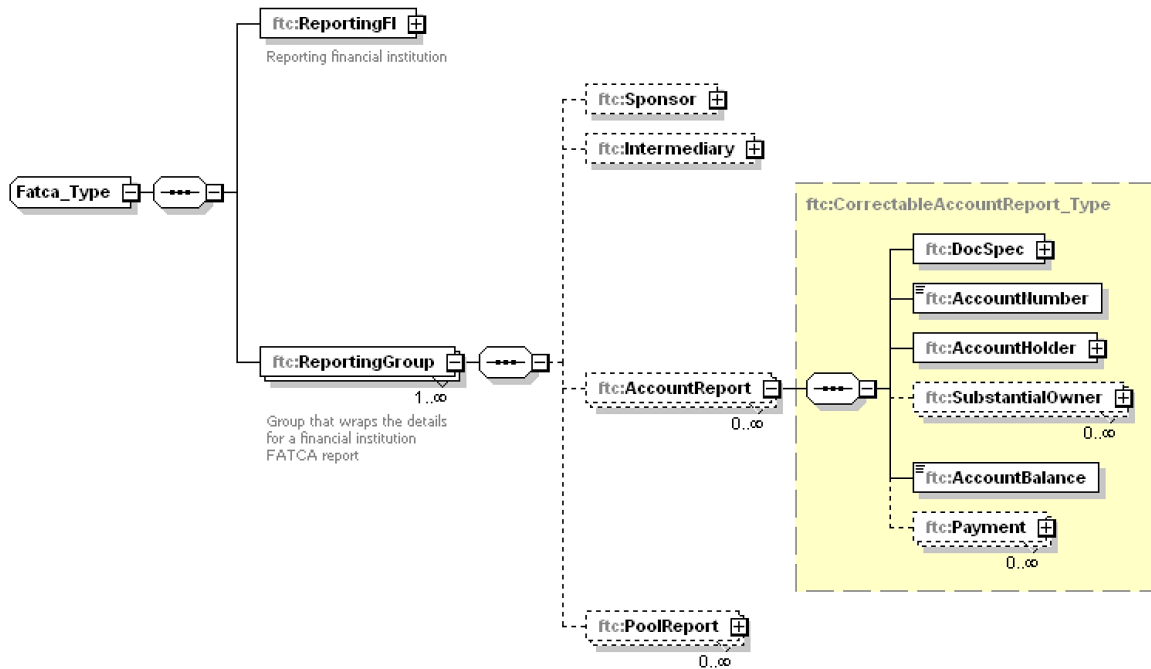 ftc:ReportingFI
Reporting financial institution
ftc:Sponsor
ftc:Intermediary
Fatca_Type
ftc:CorrectableAccountReport_Type
ftc:DocSpec
ftc:AccountNumber
ftc:ReportingGroup
1..∞
Group that wraps the details
for a financial institution
FATCA report
ftc:AccountReport
0..∞
ftc:AccountHolder
ftc:SubstantialOwner
0..∞
ftc:AccountBalance
ftc:Payment
0..∞
ftc:PoolReport
0..∞